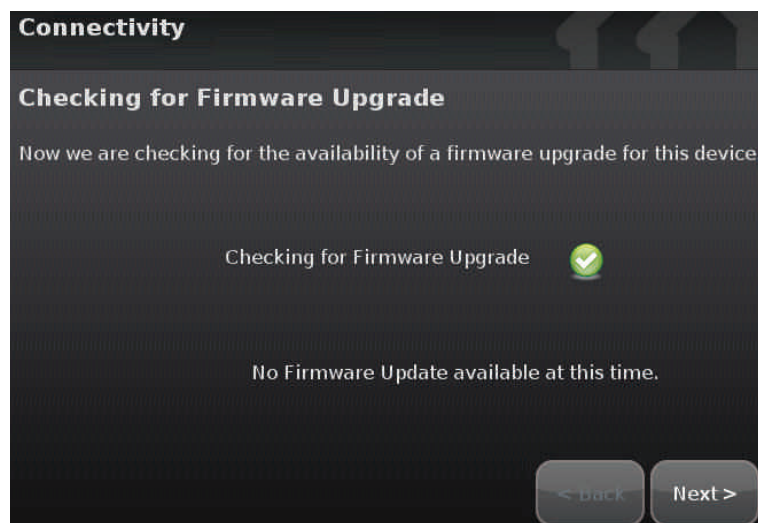 Connectivity
Checking for Firmware Upgrade
Now we are checking for the availability of a firmware upgrade for this device
Checking for Firmware Upgrade
No Firmware Update available at this time.
< Back Next >